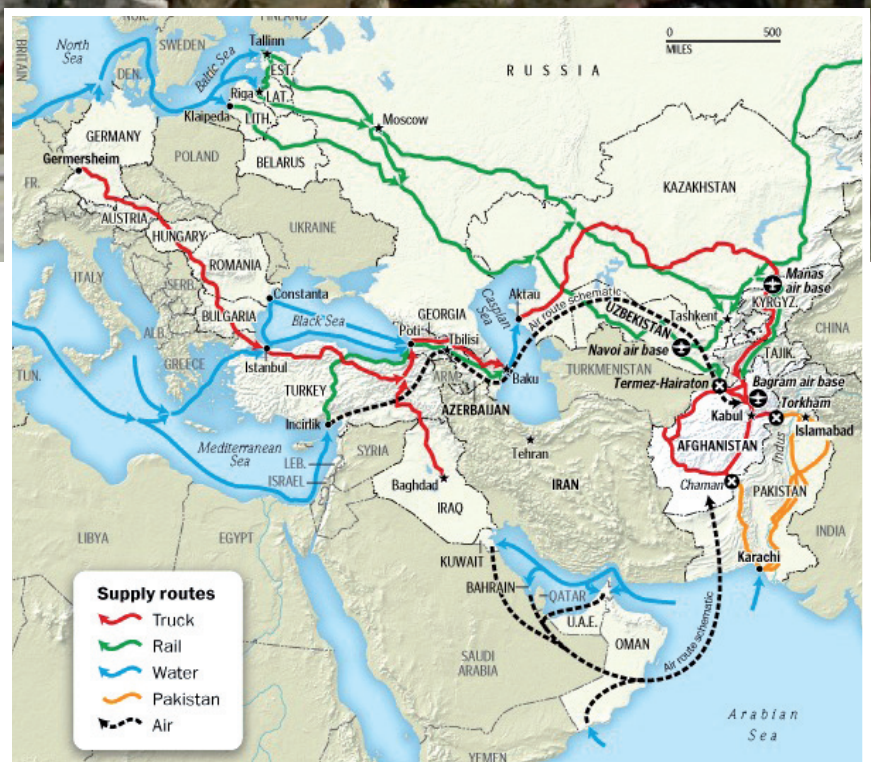 NOR.
FINLAND
North
Sea
SWEDEN
Tallinn
0
500
MILES
BRITAIN
DEN.
Baltic Sea
EST.
RUSSIA
Riga
LAT.
Moscow
Klaipeda
LITH.
GERMANY
POLAND
BELARUS
Germersheim
KAZAKHSTAN
FR.
AUSTRIA
UKRAINE
HUNGARY
ROMANIA
ITALY
SERB.
Constanta
Aktau
Manas
air base
BULGARIA
Black Sea
GEORGIA
Caspian
Sea
Air route schematic
UZBEKISTAN
Tashkent
KYRGYZ.
ALB.
Poti
Tbilisi
CHINA
GREECE
Istanbul
Navoi air base
TAJIK.
TUN.
TURKEY
ARM.
Baku
TURKMENISTAN
Termez-Hairaton
Bagram air base
AZERBAIJAN
Incirlik
Kabul
Torkham
Islamabad
Mediterranean
Sea
SYRIA
Tehran
AFGHANISTAN
Indus
LEB.
ISRAEL
Baghdad
IRAN
Chaman
PAKISTAN
IRAQ
LIBYA
EGYPT
INDIA
KUWAIT
Karachi
BAHRAIN
QATAR
Supply routes
Truck
Rail
Water
Pakistan
Air
U.A.E.
OMAN
Air route schematic
SAUDI
ARABIA
Arabian
Sea
YEMEN